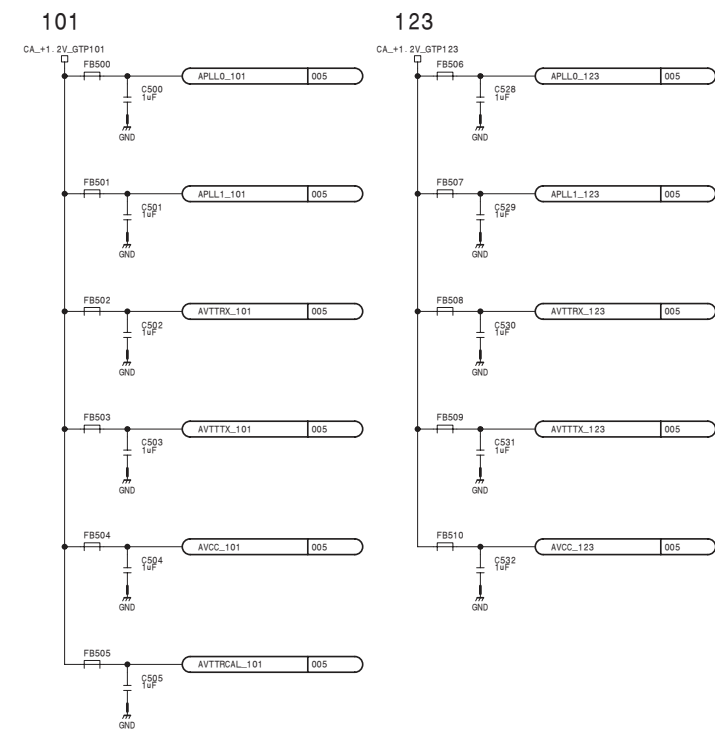 101
CA_+1.2V_GTP101
FB500
APLL0_101 005
C500
1uF
GND
FB501
APLL1_101 005
C501
1uF
GND
FB502
AVTTRX_101 005
C502
1uF
GND
FB503
AVTTTX_101 005
C503
1uF
GND
FB504
AVCC_101 005
C504
1uF
GND
FB505
AVTTRCAL_101 005
C505
1uF
GND
123
CA_+1.2V_GTP123
FB506
APLL0_123 005
C528
1uF
GND
FB507
APLL1_123 005
C529
1uF
GND
FB508
AVTTRX_123 005
C530
1uF
GND
FB509
AVTTTX_123 005
C531
1uF
GND
FB510
AVCC_123 005
C532
1uF
GND